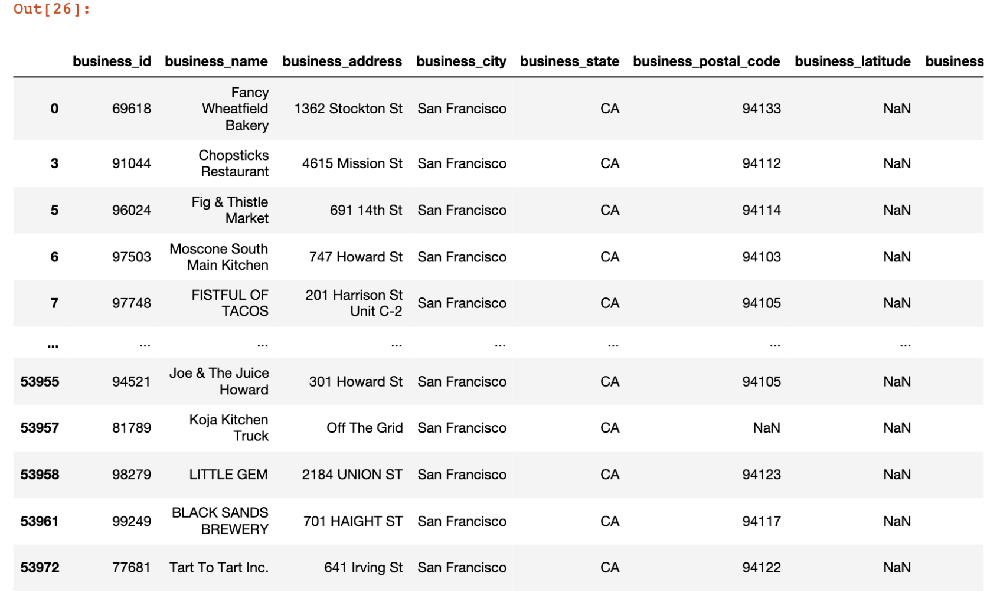 Out[26]:
business_id business_name business_address business_city business_state business_postal_code business_latitude business
0 69618 Fancy Wheatfield Bakery 1362 Stockton St San Francisco CA 94133 NaN
3 91044 Chopsticks Restaurant 4615 Mission St San Francisco CA 94112 NaN
5 96024 Fig & Thistle Market 691 14th St San Francisco CA 94114 NaN
6 97503 Moscone South Main Kitchen 747 Howard St San Francisco CA 94103 NaN
7 97748 FISTFUL OF TACOS 201 Harrison St Unit C-2 San Francisco CA 94105 NaN
... ... ... ... ... ... ... ...
53955 94521 Joe & The Juice Howard 301 Howard St San Francisco CA 94105 NaN
53957 81789 Koja Kitchen Truck Off The Grid San Francisco CA NaN NaN
53958 98279 LITTLE GEM 2184 UNION ST San Francisco CA 94123 NaN
53961 99249 BLACK SANDS BREWERY 701 HAIGHT ST San Francisco CA 94117 NaN
53972 77681 Tart To Tart Inc. 641 Irving St San Francisco CA 94122 NaN